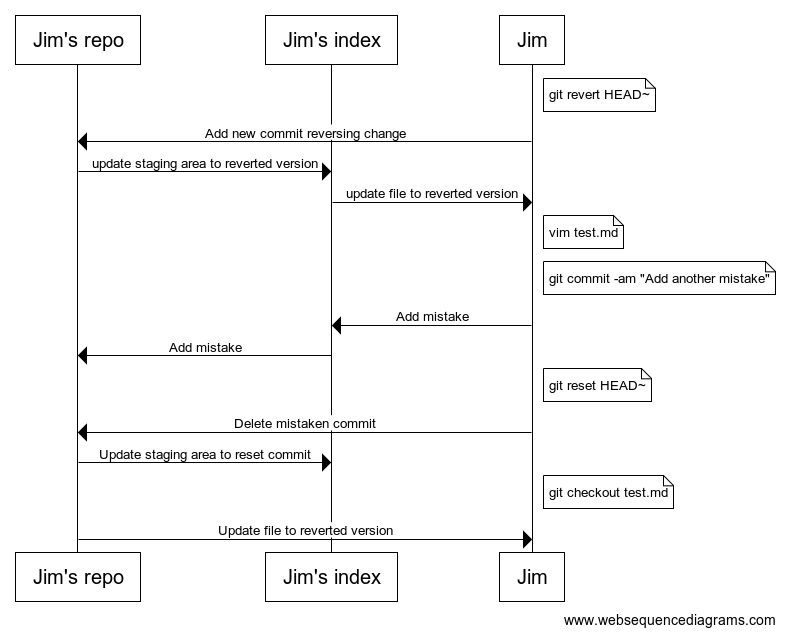 Jim's repo
Jim's index
Jim
git revert HEAD~
Add new commit reversing change
update staging area to reverted version
update file to reverted version
vim test.md
git commit -am "Add another mistake"
Add mistake
Add mistake
git reset HEAD~
Delete mistaken commit
Update staging area to reset commit
git checkout test.md
Update file to reverted version
Jim's repo
Jim's index
Jim
www.websequencediagrams.com